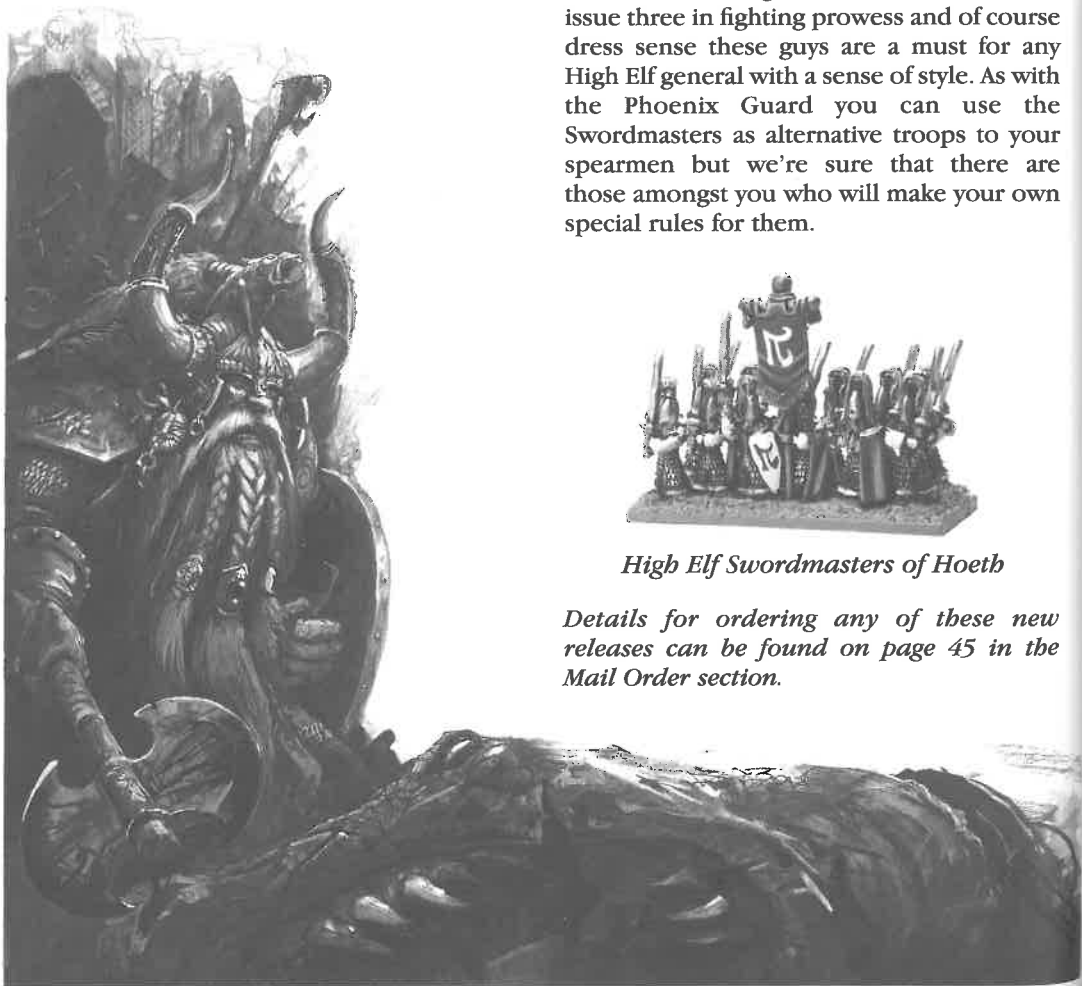 issue three in fighting prowess and of course
dress sense these guys are a must for any
High Elf general with a sense of style. As with
the Phoenix Guard you can use the
Swordmasters as alternative troops to your
spearmen but we're sure that there are
those amongst you who will make your own
special rules for them.
High Elf Swordmasters of Hoeth
Details for ordering any of these new
releases can be found on page 45 in the
Mail Order section.